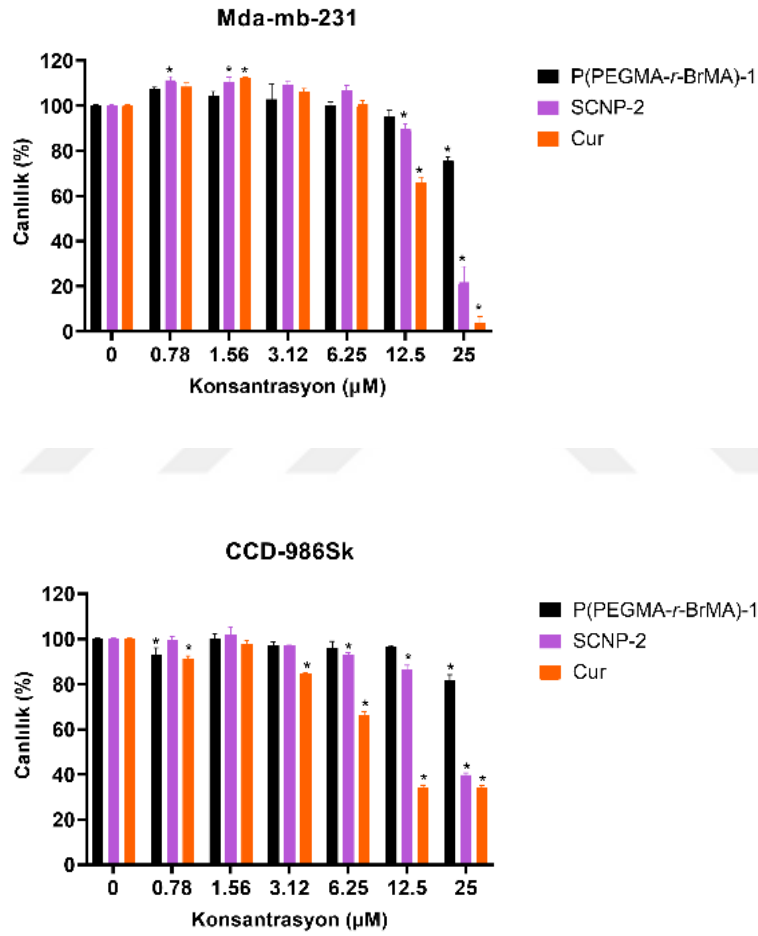 Mda-mb-231
120
100
80
60
40
20
0
Canlılık (%)
* * * * * * * *
0 0.78 1.56 3.12 6.25 12.5 25
Konsantrasyon (µM)
P(PEGMA-r-BrMA)-1
SCNP-2
Cur
CCD-986Sk
120
100
80
60
40
20
0
Canlılık (%)
* * * * * * * * * *
0 0.78 1.56 3.12 6.25 12.5 25
Konsantrasyon (µM)
P(PEGMA-r-BrMA)-1
SCNP-2
Cur